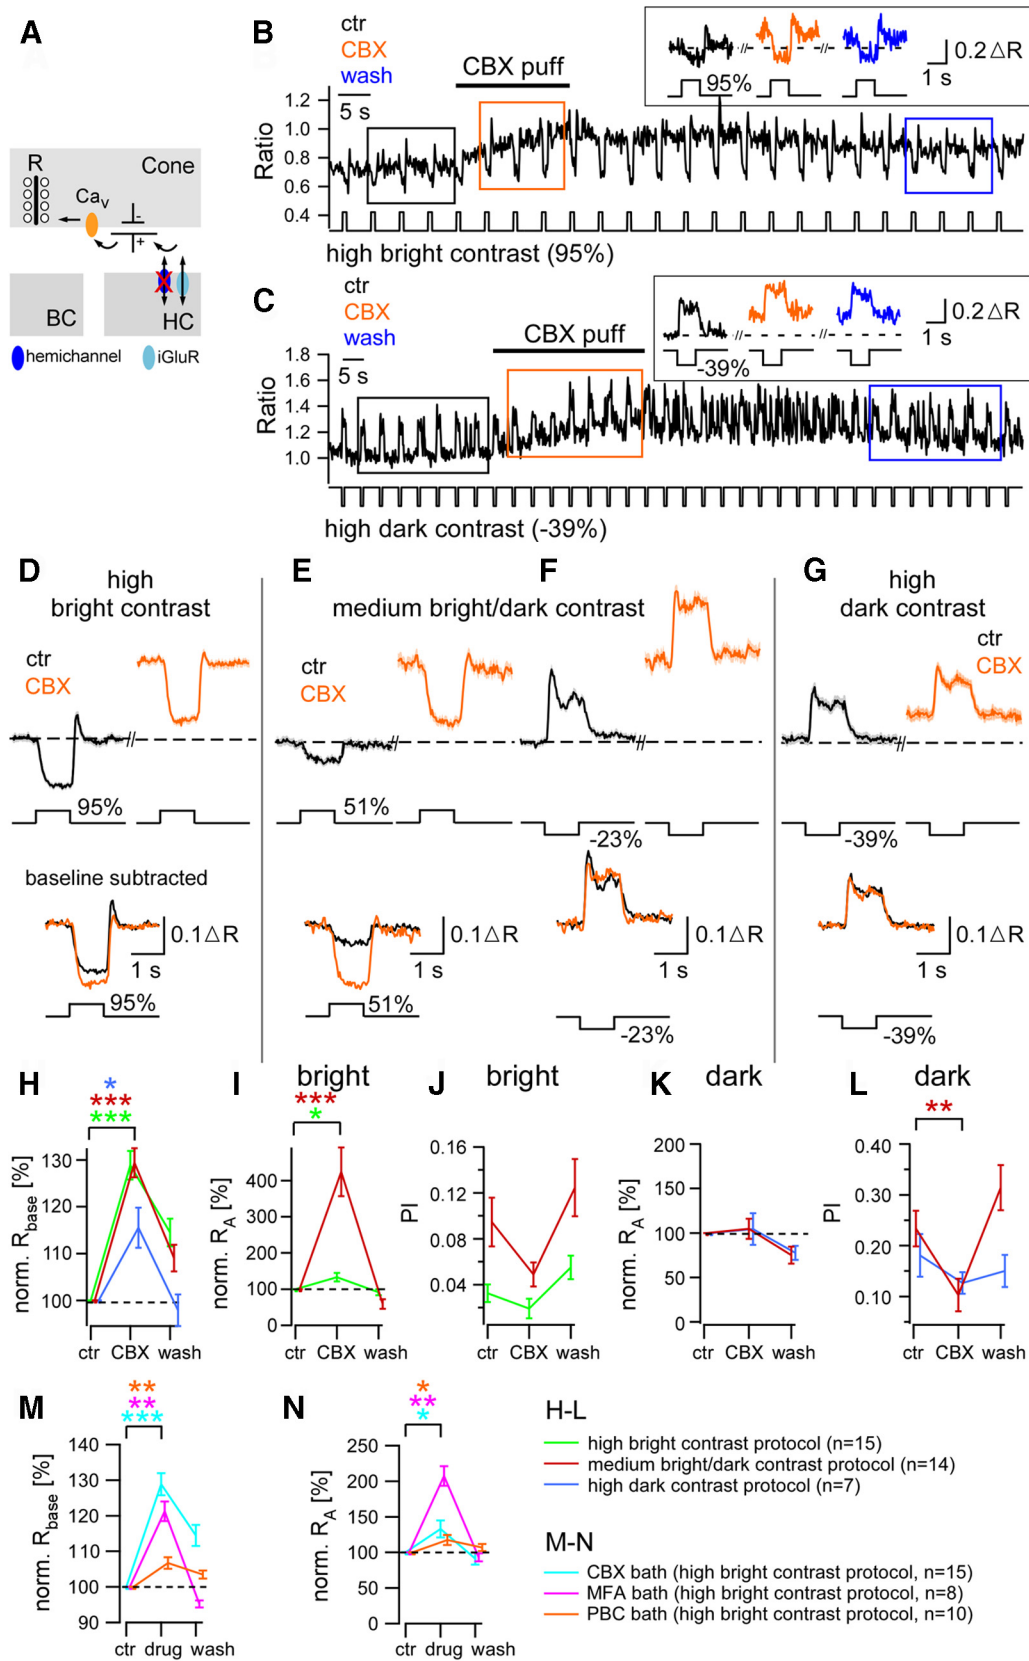 A
R
Cone
Ca
V
-
+
BC
HC
hemichannel
iGluR
B
ctr
CBX
wash
CBX puff
5 s
Ratio
1.2
1.0
0.8
0.6
0.4
high bright contrast (95%)
//
//
95%
0.2△R
1 s
C
ctr
CBX
wash
CBX puff
5 s
Ratio
1.8
1.6
1.4
1.2
1.0
high dark contrast (-39%)
//
//
-39%
0.2△R
1 s
D
high
bright contrast
ctr
CBX
//
95%
baseline subtracted
0.1△R
1 s
95%
E
F
medium bright/dark contrast
ctr
CBX
//
51%
//
-23%
0.1△R
1 s
51%
0.1△R
1 s
-23%
G
high
dark contrast
ctr
CBX
//
-39%
0.1△R
1 s
-39%
H
*
***
***
norm. Rbase [%]
130
120
110
100
ctr CBX wash
I
bright
***
*
norm. RA [%]
400
300
200
100
0
ctr CBX wash
J
bright
PI
0.16
0.12
0.08
0.04
ctr CBX wash
K
dark
norm. RA [%]
200
150
100
50
0
ctr CBX wash
L
dark
**
PI
0.40
0.30
0.20
0.10
ctr CBX wash
M
**
**
***
norm. Rbase [%]
140
130
120
110
100
90
ctr drug wash
N
*
**
*
norm. RA [%]
250
200
150
100
50
0
ctr drug wash
H-L
high bright contrast protocol (n=15)
medium bright/dark contrast protocol (n=14)
high dark contrast protocol (n=7)
M-N
CBX bath (high bright contrast protocol, n=15)
MFA bath (high bright contrast protocol, n=8)
PBC bath (high bright contrast protocol, n=10)